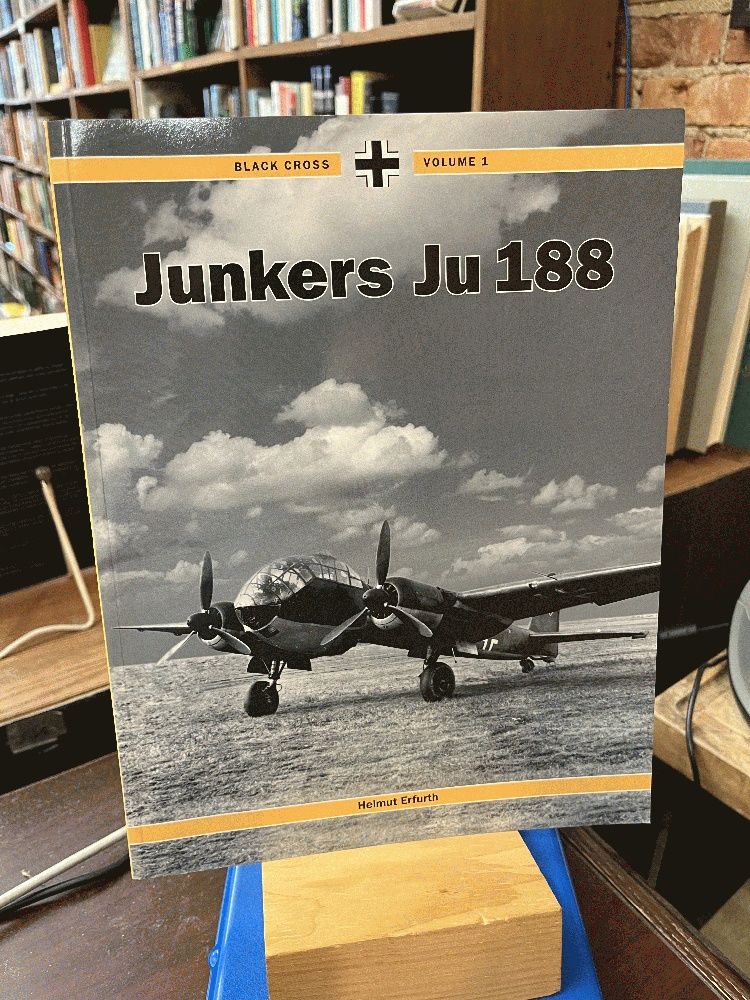 BLACK CROSS VOLUME 1
Junkers Ju 188
Helmut Erfurth